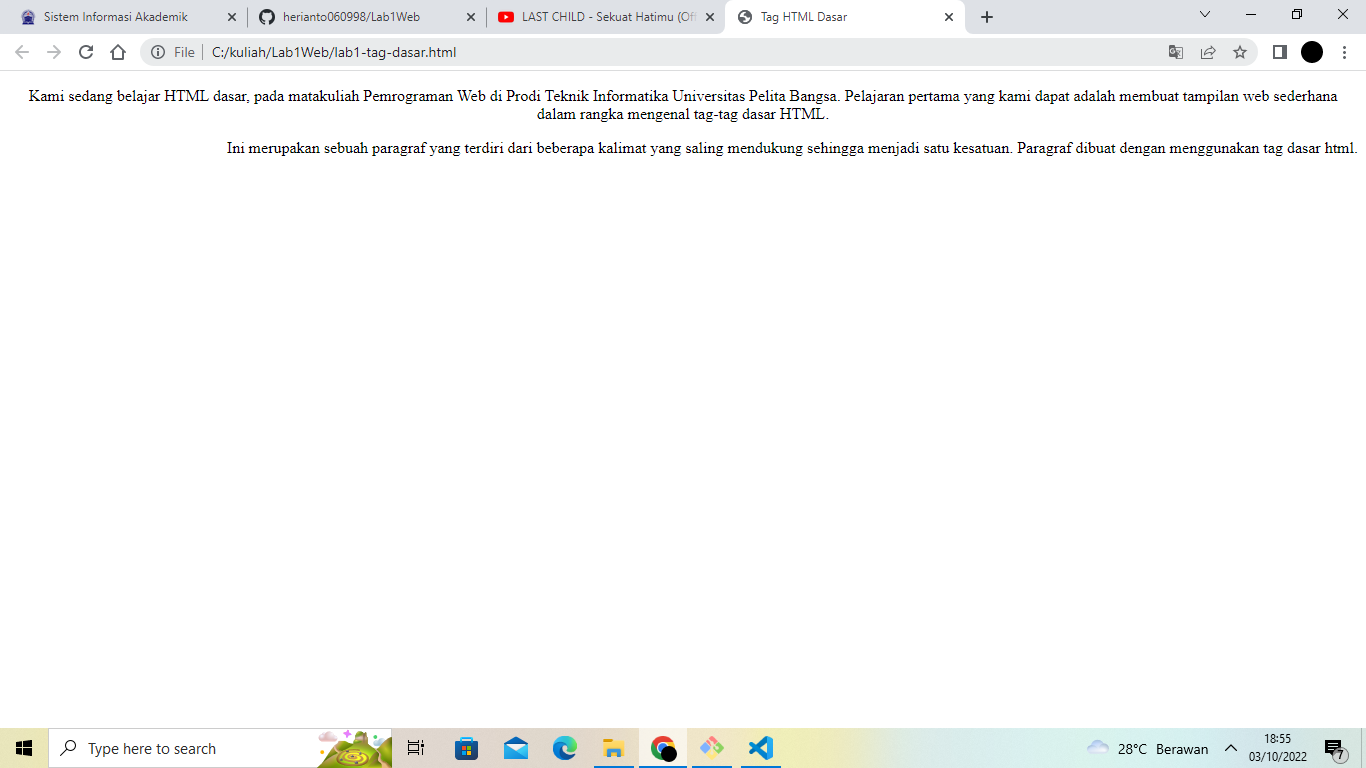 Sistem Informasi Akademik
herianto060998/Lab1Web
LAST CHILD - Sekuat Hatimu (Off
Tag HTML Dasar
File
C:/kuliah/Lab1Web/lab1-tag-dasar.html
Kami sedang belajar HTML dasar, pada matakuliah Pemrograman Web di Prodi Teknik Informatika Universitas Pelita Bangsa. Pelajaran pertama yang kami dapat adalah membuat tampilan web sederhana
dalam rangka mengenal tag-tag dasar HTML.
Ini merupakan sebuah paragraf yang terdiri dari beberapa kalimat yang saling mendukung sehingga menjadi satu kesatuan. Paragraf dibuat dengan menggunakan tag dasar html.
Type here to search
28°C Berawan
18:55
03/10/2022
7